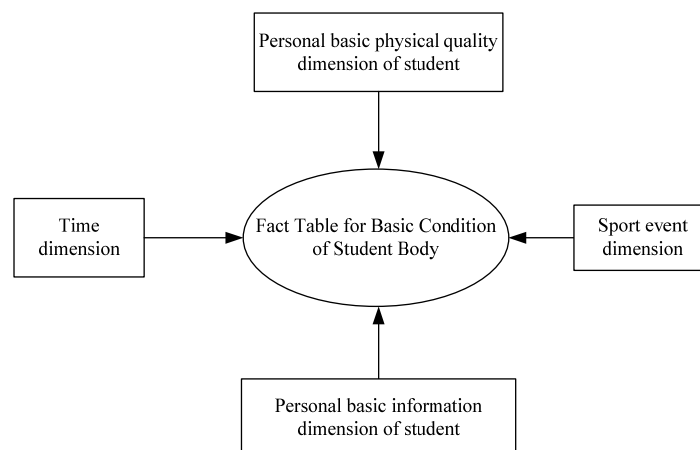 Personal basic physical quality
dimension of student
Time
dimension
Fact Table for Basic Condition
of Student Body
Sport event
dimension
Personal basic information
dimension of student